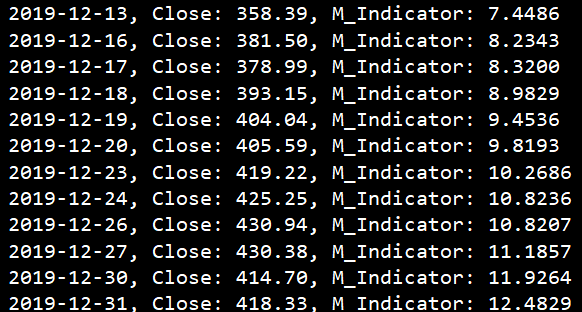 2019-12-13, Close: 358.39, M_Indicator: 7.4486
2019-12-16, Close: 381.50, M_Indicator: 8.2343
2019-12-17, Close: 378.99, M_Indicator: 8.3200
2019-12-18, Close: 393.15, M_Indicator: 8.9829
2019-12-19, Close: 404.04, M_Indicator: 9.4536
2019-12-20, Close: 405.59, M_Indicator: 9.8193
2019-12-23, Close: 419.22, M_Indicator: 10.2686
2019-12-24, Close: 425.25, M_Indicator: 10.8236
2019-12-26, Close: 430.94, M_Indicator: 10.8207
2019-12-27, Close: 430.38, M_Indicator: 11.1857
2019-12-30, Close: 414.70, M_Indicator: 11.9264
2019-12-31, Close: 418.33, M_Indicator: 12.4829